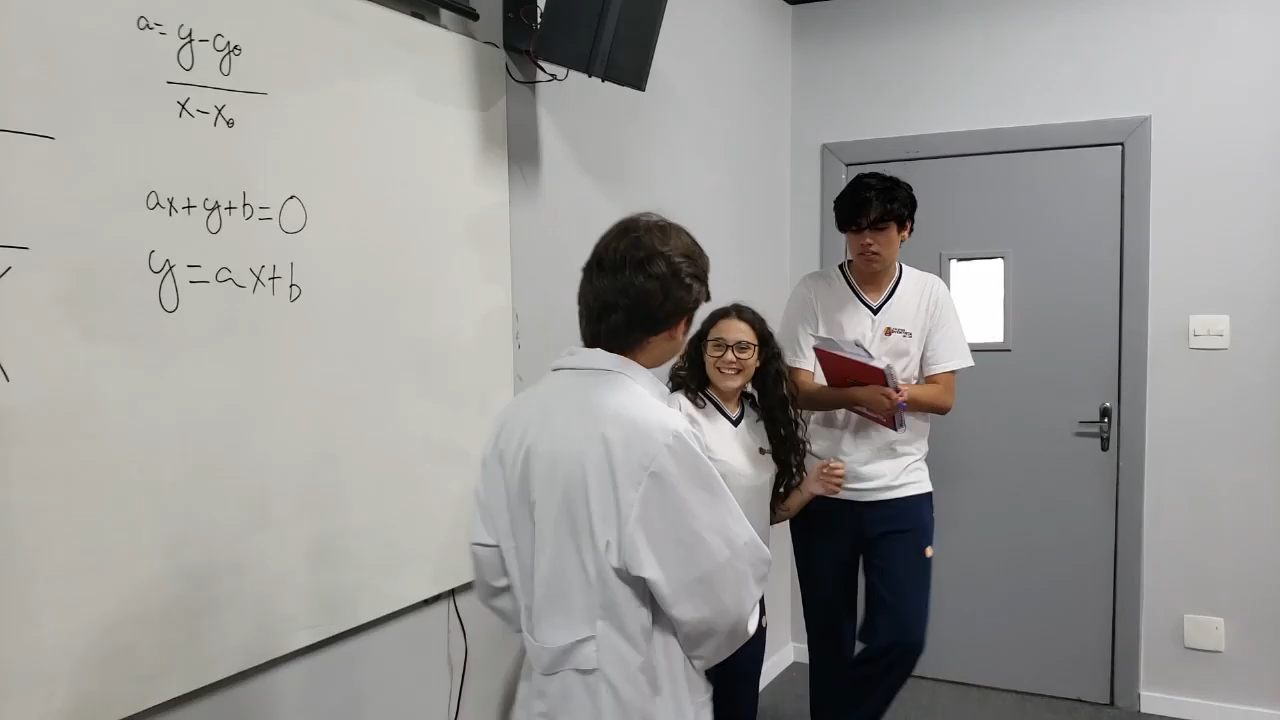 a= y-y₀
x-x₀
ax+y+b=0
y=ax+b